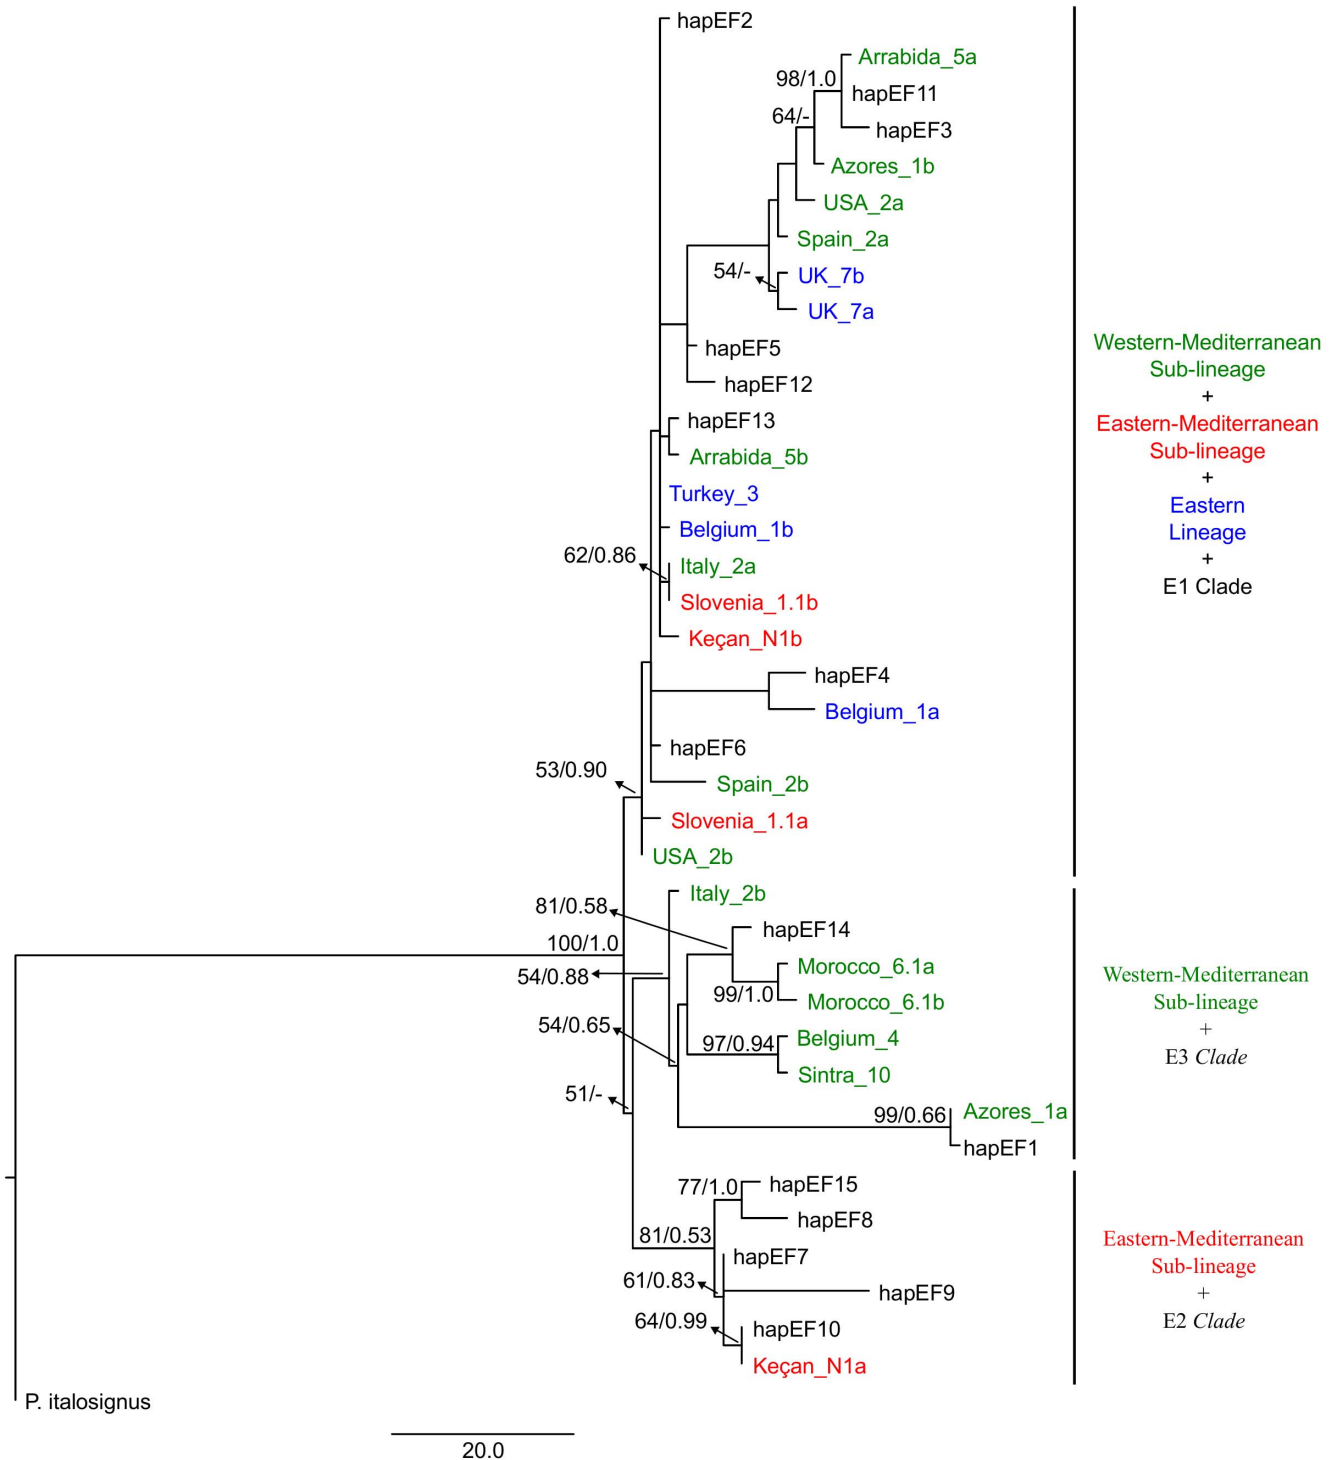 hapEF2
Arrabida_5a
98/1.0
hapEF11
64/-
hapEF3
Azores_1b
USA_2a
Spain_2a
54/-
UK_7b
UK_7a
hapEF5
hapEF12
hapEF13
Arrabida_5b
Turkey_3
Belgium_1b
62/0.86
Italy_2a
Slovenia_1.1b
Keçan_N1b
hapEF4
Belgium_1a
hapEF6
53/0.90
Spain_2b
Slovenia_1.1a
USA_2b
Italy_2b
81/0.58
hapEF14
100/1.0
54/0.88
Morocco_6.1a
99/1.0
Morocco_6.1b
54/0.65
97/0.94
Belgium_4
Sintra_10
51/-
99/0.66
Azores_1a
hapEF1
77/1.0
hapEF15
hapEF8
81/0.53
hapEF7
61/0.83
hapEF9
64/0.99
hapEF10
Keçan_N1a
P. italosignus
20.0
Western-Mediterranean
Sub-lineage
+
Eastern-Mediterranean
Sub-lineage
+
Eastern
Lineage
+
E1 Clade
Western-Mediterranean
Sub-lineage
+
E3 Clade
Eastern-Mediterranean
Sub-lineage
+
E2 Clade